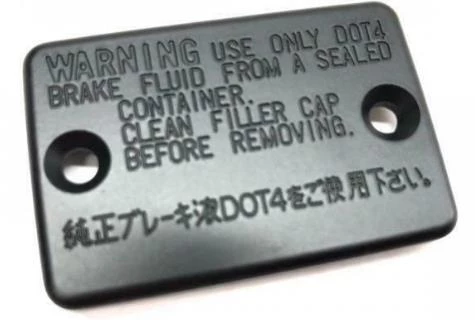 WARNING USE ONLY DOT4
BRAKE FLUID FROM A SEALED
CONTAINER.
CLEAN FILLER CAP
BEFORE REMOVING.
純正ブレーキ液DOT4をご使用下さい。